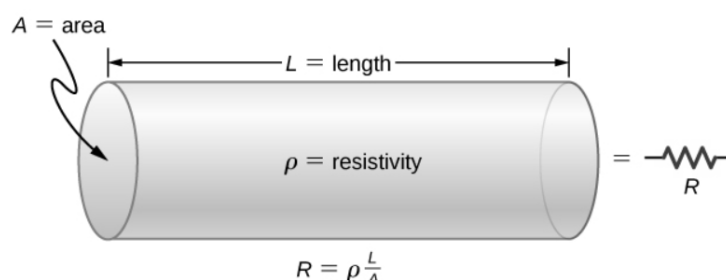 A = area
L = length
ρ = resistivity
=
R
R = ρ L/A